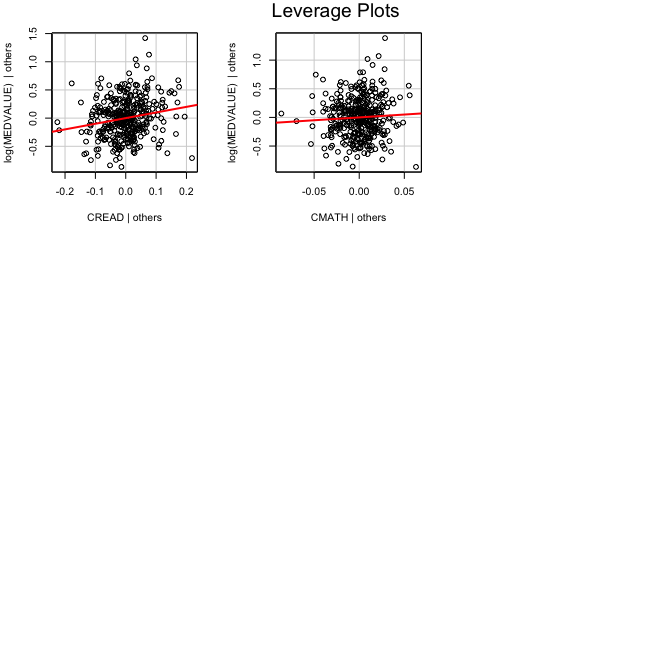 Leverage Plots
log(MEDVALUE) | others
1.5
1.0
0.5
0.0
-0.5
-0.2 -0.1 0.0 0.1 0.2
CREAD | others
log(MEDVALUE) | others
1.0
0.5
0.0
-0.5
-0.05 0.00 0.05
CMATH | others